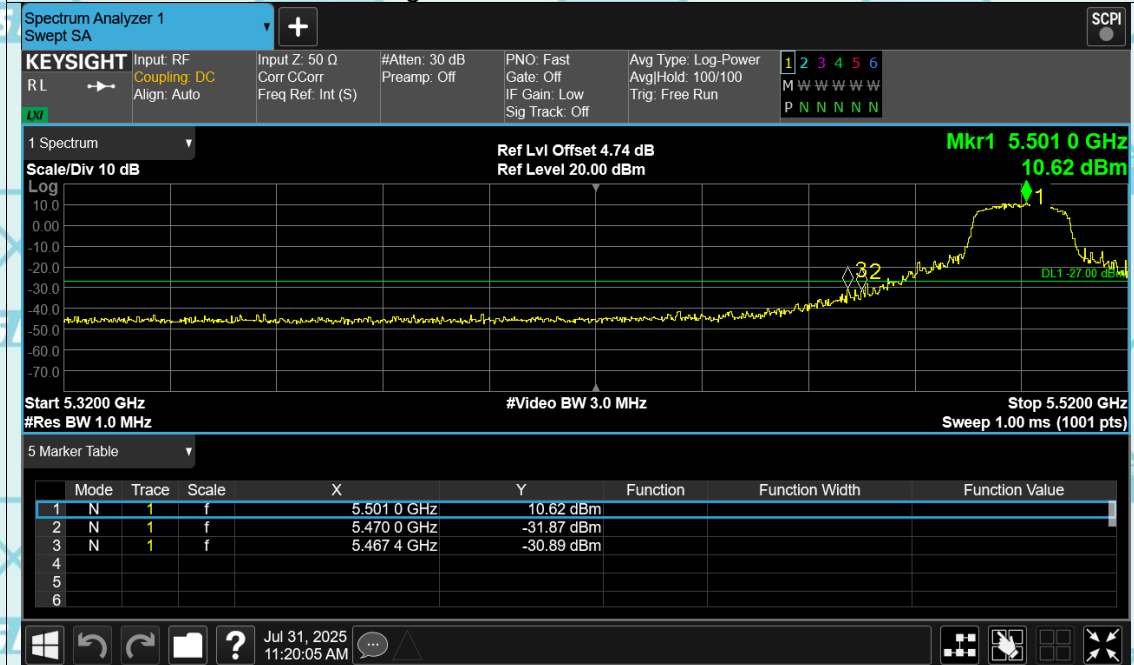 Spectrum Analyzer 1
Swept SA
+
SCPI
KEYSIGHT Input: RF Input Z: 50 Ω #Atten: 30 dB PNO: Fast Avg Type: Log-Power 1 2 3 4 5 6
RL Coupling: DC Corr CCorr Preamp: Off Gate: Off Avg|Hold: 100/100 M W W W W W
Align: Auto Freq Ref: Int (S) IF Gain: Low Trig: Free Run
LXI Sig Track: Off P N N N N N
1 Spectrum Ref Lvl Offset 4.74 dB Mkr1 5.501 0 GHz
Scale/Div 10 dB Ref Level 20.00 dBm 10.62 dBm
Log
1
10.0
0.00
-10.0
-20.0
32
DL1 -27.00 dBm
-30.0
-40.0
-50.0
-60.0
-70.0
Start 5.3200 GHz #Video BW 3.0 MHz Stop 5.5200 GHz
#Res BW 1.0 MHz Sweep 1.00 ms (1001 pts)
5 Marker Table
Mode Trace Scale X Y Function Function Width Function Value
1 N 1 f 5.501 0 GHz 10.62 dBm
2 N 1 f 5.470 0 GHz -31.87 dBm
3 N 1 f 5.467 4 GHz -30.89 dBm
4
5
6
? Jul 31, 2025
11:20:05 AM